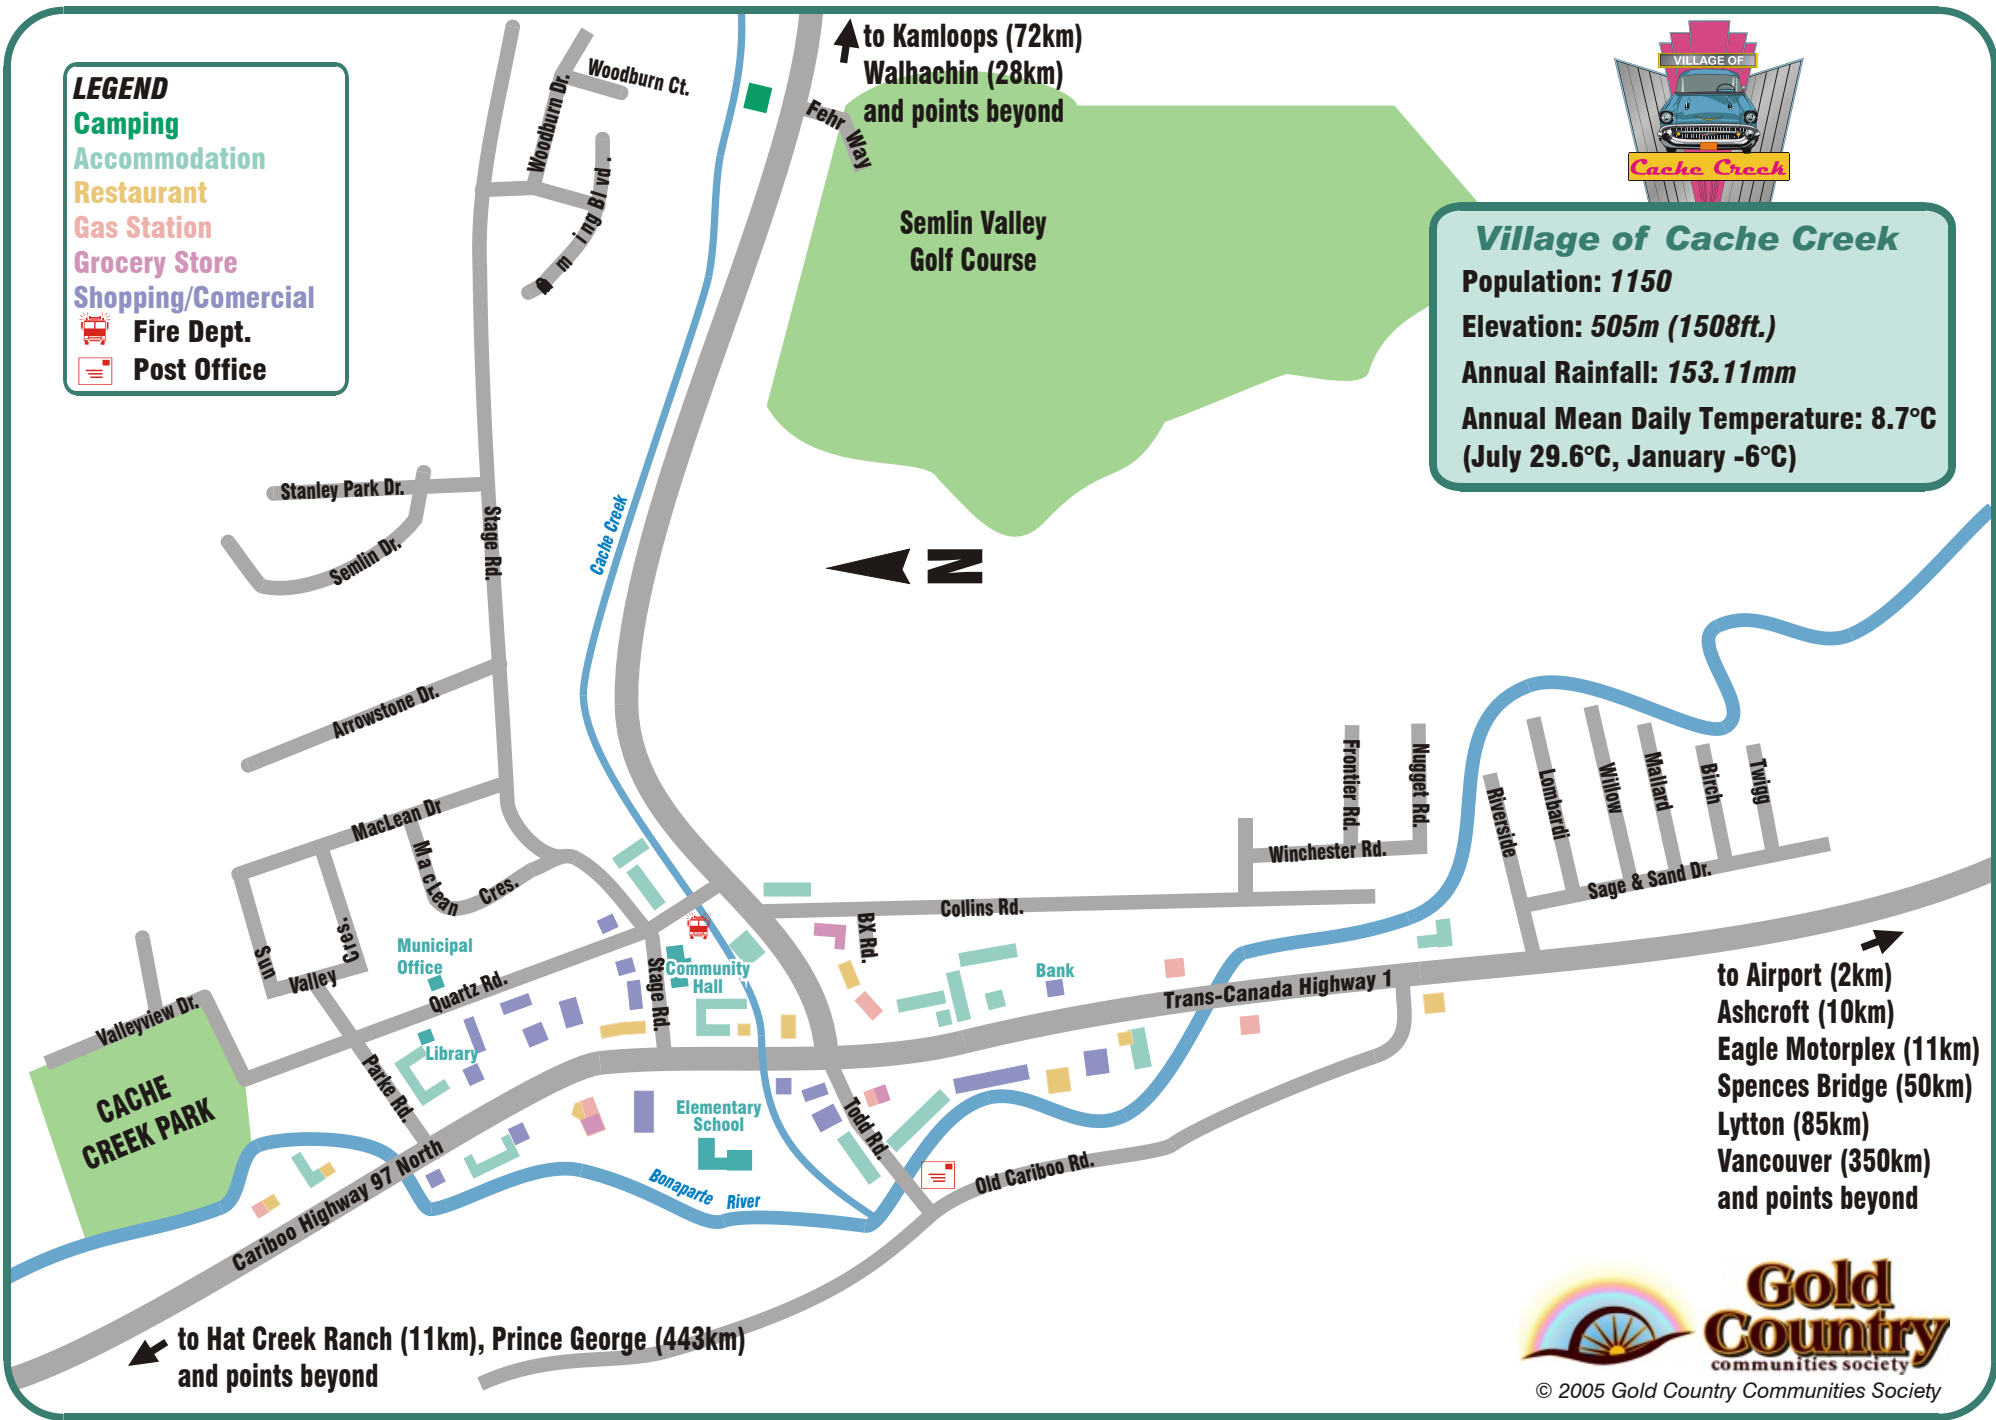 to Kamloops (72km)
Walhachin (28km)
and points beyond
LEGEND
Camping
Accommodation
Restaurant
Gas Station
Grocery Store
Shopping/Comercial
Fire Dept.
Post Office
Woodburn Ct.
Woodburn Dr.
Fehr Way
VILLAGE OF
Cache Creek
Semlin Valley
Golf Course
Village of Cache Creek
Population: 1150
Elevation: 505m (1508ft.)
Annual Rainfall: 153.11mm
Annual Mean Daily Temperature: 8.7°C
(July 29.6°C, January -6°C)
ming Blvd.
Stanley Park Dr.
Semlin Dr.
Stage Rd.
Cache Creek
N
Arrowstone Dr.
MacLean Dr
MacLean Cres.
Sun Valley Cres.
Valleyview Dr.
Municipal
Office
Quartz Rd.
Library
Parke Rd.
Stage Rd.
Community
Hall
BX Rd.
Collins Rd.
Bank
Winchester Rd.
Frontier Rd.
Nugget Rd.
Riverside
Lombardi
Willow
Mallard
Birch
Twigg
Sage & Sand Dr.
Trans-Canada Highway 1
CACHE
CREEK PARK
Cariboo Highway 97 North
Elementary
School
Bonaparte River
Todd Rd.
Old Cariboo Rd.
to Airport (2km)
Ashcroft (10km)
Eagle Motorplex (11km)
Spences Bridge (50km)
Lytton (85km)
Vancouver (350km)
and points beyond
to Hat Creek Ranch (11km), Prince George (443km)
and points beyond
Gold
Country
communities society
© 2005 Gold Country Communities Society